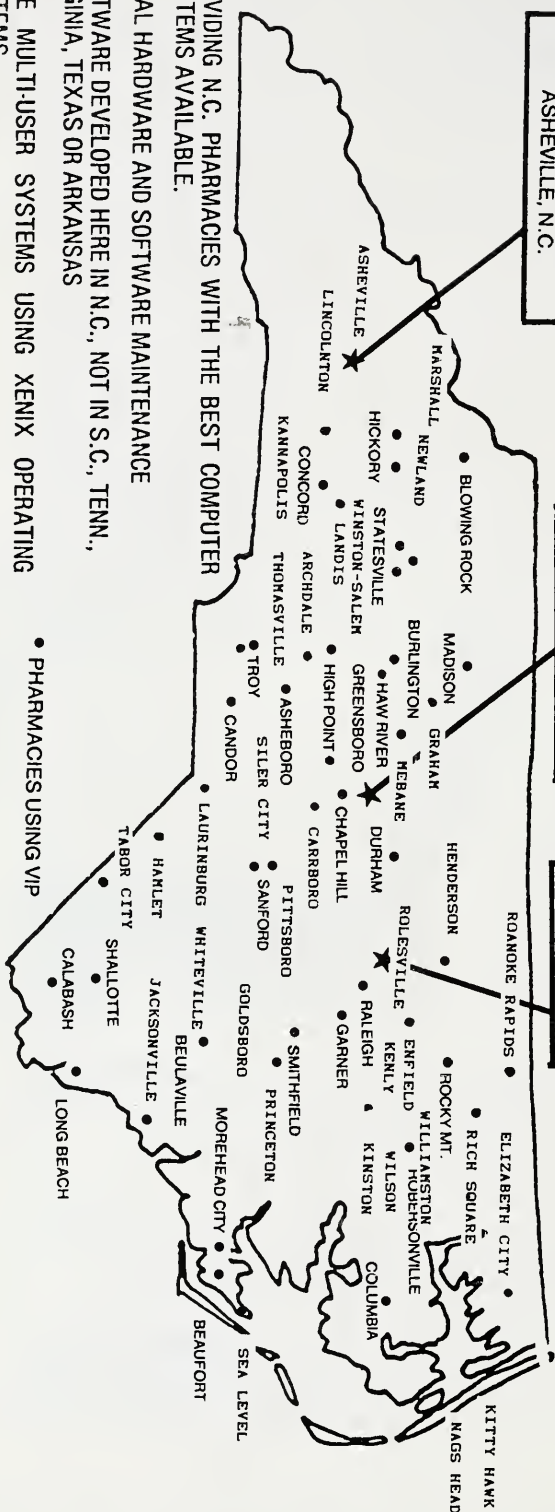 ASHEVILLE, N.C.
ROANOKE RAPIDS
ELIZABETH CITY
KITTY HAWK
NAGS HEAD
HENDERSON
RICH SQUARE
ROCKY MT.
WILLIAMSTON
ROBERSONVILLE
ENFIELD
ROLESVILLE
WILSON
KENLY
COLUMBIA
RALEIGH
KINSTON
GARNER
BLOWING ROCK
MADISON
GRAHAM
BURLINGTON
MEBANE
HAW RIVER
DURHAM
GREENSBORO
CHAPEL HILL
HIGH POINT
CARRBORO
MARSHALL
NEWLAND
HICKORY
STATESVILLE
WINSTON-SALEM
LANDIS
ARCHDALE
THOMASVILLE
ASHEVILLE
LINCOLNTON
CONCORD
KANNAPOLIS
ASHEBORO
TROY
SILER CITY
CANDOR
PITTSBORO
SANFORD
SMITHFIELD
PRINCETON
GOLDSBORO
LAURINBURG
WHITEVILLE
BEULAVILLE
MOREHEAD CITY
SEA LEVEL
BEAUFORT
HAMLET
JACKSONVILLE
TABOR CITY
SHALLOTTE
CALABASH
LONG BEACH
VIDING N.C. PHARMACIES WITH THE BEST COMPUTER
TEMS AVAILABLE.
AL HARDWARE AND SOFTWARE MAINTENANCE
TWARE DEVELOPED HERE IN N.C., NOT IN S.C., TENN.,
GINIA, TEXAS OR ARKANSAS
E MULTI-USER SYSTEMS USING XENIX OPERATING
• PHARMACIES USING VIP